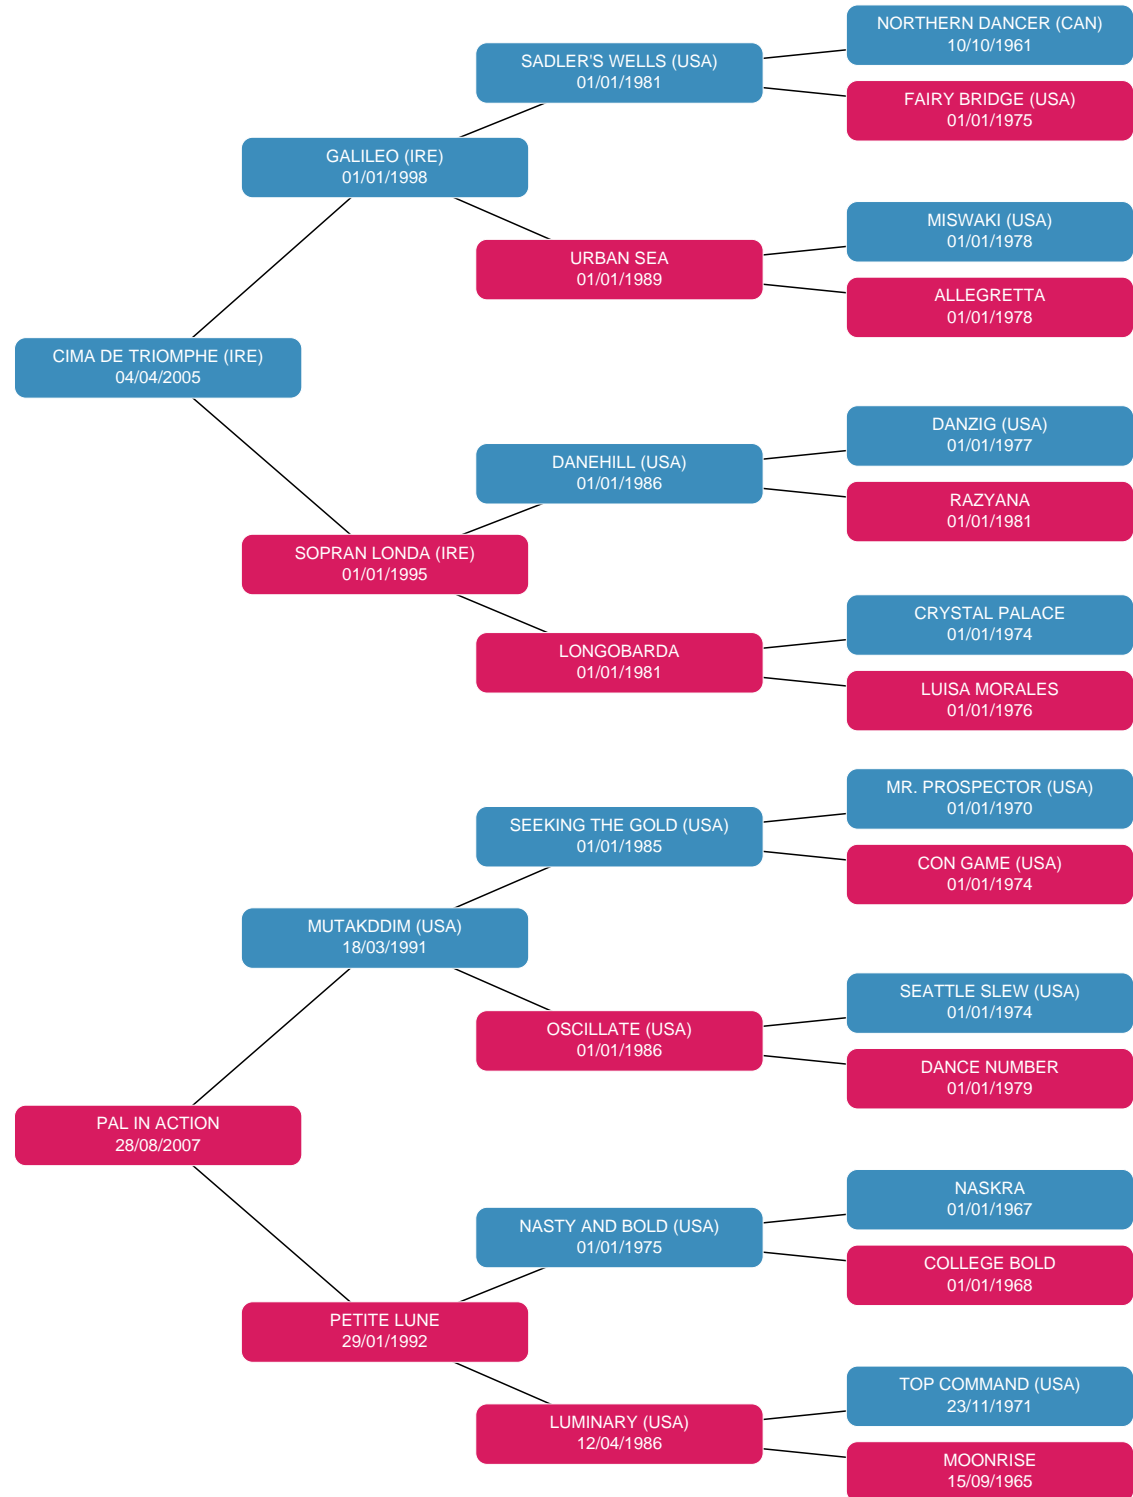 NORTHERN DANCER (CAN)
10/10/1961
SADLER'S WELLS (USA)
01/01/1981
FAIRY BRIDGE (USA)
01/01/1975
GALILEO (IRE)
01/01/1998
MISWAKI (USA)
01/01/1978
URBAN SEA
01/01/1989
ALLEGRETTA
01/01/1978
CIMA DE TRIOMPHE (IRE)
04/04/2005
DANZIG (USA)
01/01/1977
DANEHILL (USA)
01/01/1986
RAZYANA
01/01/1981
SOPRAN LONDA (IRE)
01/01/1995
CRYSTAL PALACE
01/01/1974
LONGOBARDA
01/01/1981
LUISA MORALES
01/01/1976
MR. PROSPECTOR (USA)
01/01/1970
SEEKING THE GOLD (USA)
01/01/1985
CON GAME (USA)
01/01/1974
MUTAKDDIM (USA)
18/03/1991
SEATTLE SLEW (USA)
01/01/1974
OSCILLATE (USA)
01/01/1986
DANCE NUMBER
01/01/1979
PAL IN ACTION
28/08/2007
NASKRA
01/01/1967
NASTY AND BOLD (USA)
01/01/1975
COLLEGE BOLD
01/01/1968
PETITE LUNE
29/01/1992
TOP COMMAND (USA)
23/11/1971
LUMINARY (USA)
12/04/1986
MOONRISE
15/09/1965